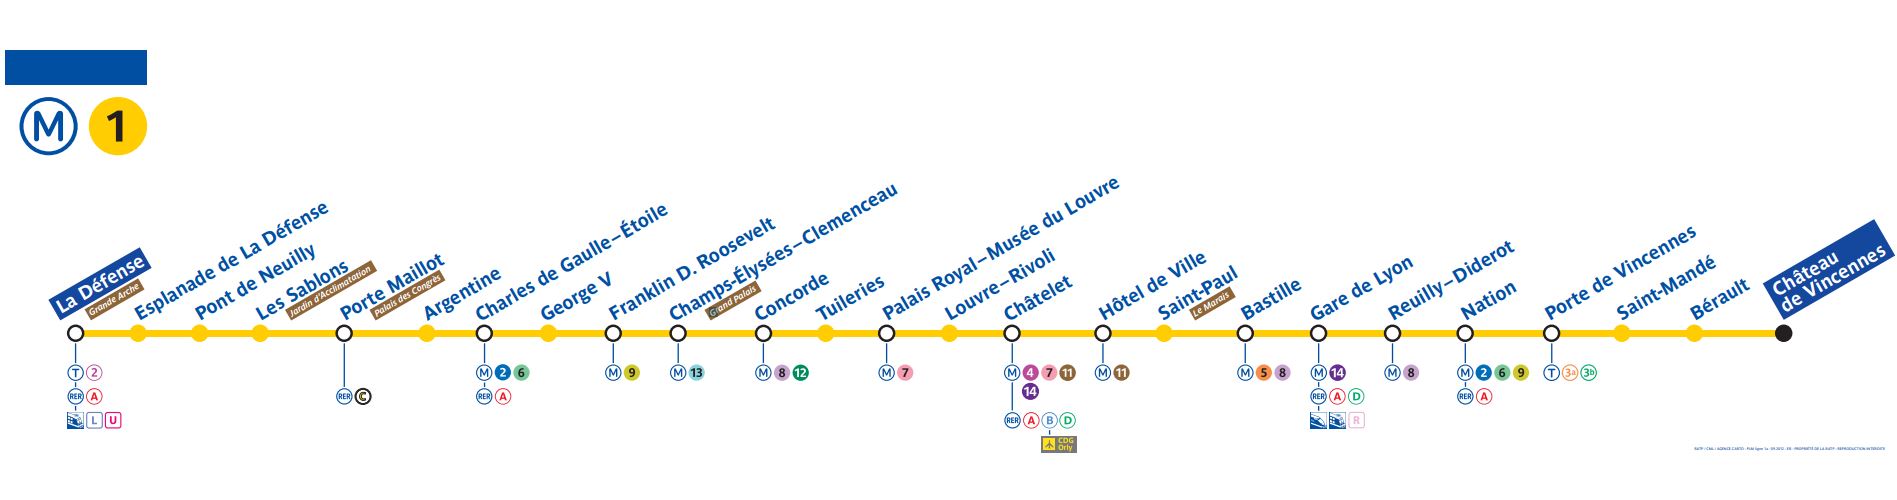 M 1
La Défense
Grande Arche
Esplanade de La Défense
Pont de Neuilly
Les Sablons
Jardin d'Acclimatation
Porte Maillot
Palais des Congrès
Argentine
Charles de Gaulle–Étoile
George V
Franklin D. Roosevelt
Champs-Élysées–Clemenceau
Grand Palais
Concorde
Tuileries
Palais Royal–Musée du Louvre
Louvre–Rivoli
Châtelet
Hôtel de Ville
Saint-Paul
Le Marais
Bastille
Gare de Lyon
Reuilly–Diderot
Nation
Porte de Vincennes
Saint-Mandé
Bérault
Château
de Vincennes
T 2
RER A
L U
RER C
M 2 6
RER A
M 9
M 13
M 8 12
M 7
M 4 7 11
14
RER A B D
CDG
Orly
M 11
M 5 8
M 14
RER A D
R
M 8
M 2 6 9
RER A
T 3a 3b